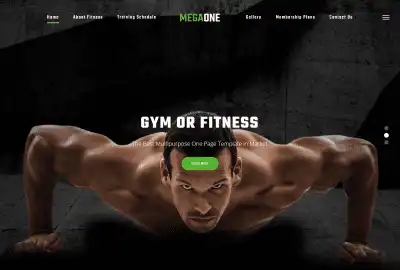 Home
About Fitness
Training Schedule
MEGAONE
Gallery
Membership Plans
Contact Us
GYM OR FITNESS
The Best Multipurpose One Page Template in Market